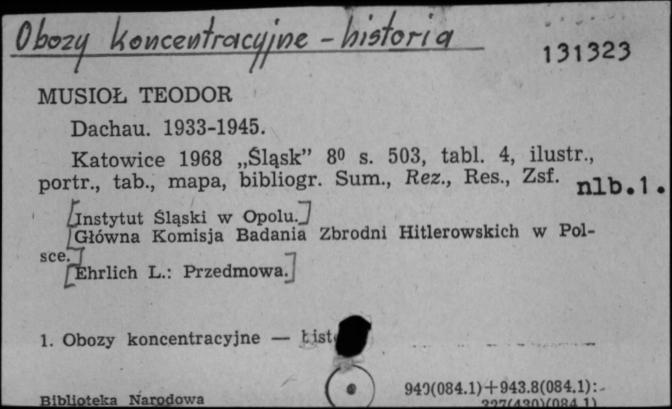 Obozy koncentracyjne - historia
131323
MUSIOŁ TEODOR
Dachau. 1933-1945.
Katowice 1968 „Śląsk” 8⁰ s. 503, tabl. 4, ilustr.,
portr., tab., mapa, bibliogr. Sum., Rez., Res., Zsf. nlb.1.
[Instytut Śląski w Opolu.]
[Główna Komisja Badania Zbrodni Hitlerowskich w Pol-
sce.]
[Ehrlich L.: Przedmowa.]
1. Obozy koncentracyjne —
Biblioteka Narodowa
949(084.1)+943.8(084.1):-